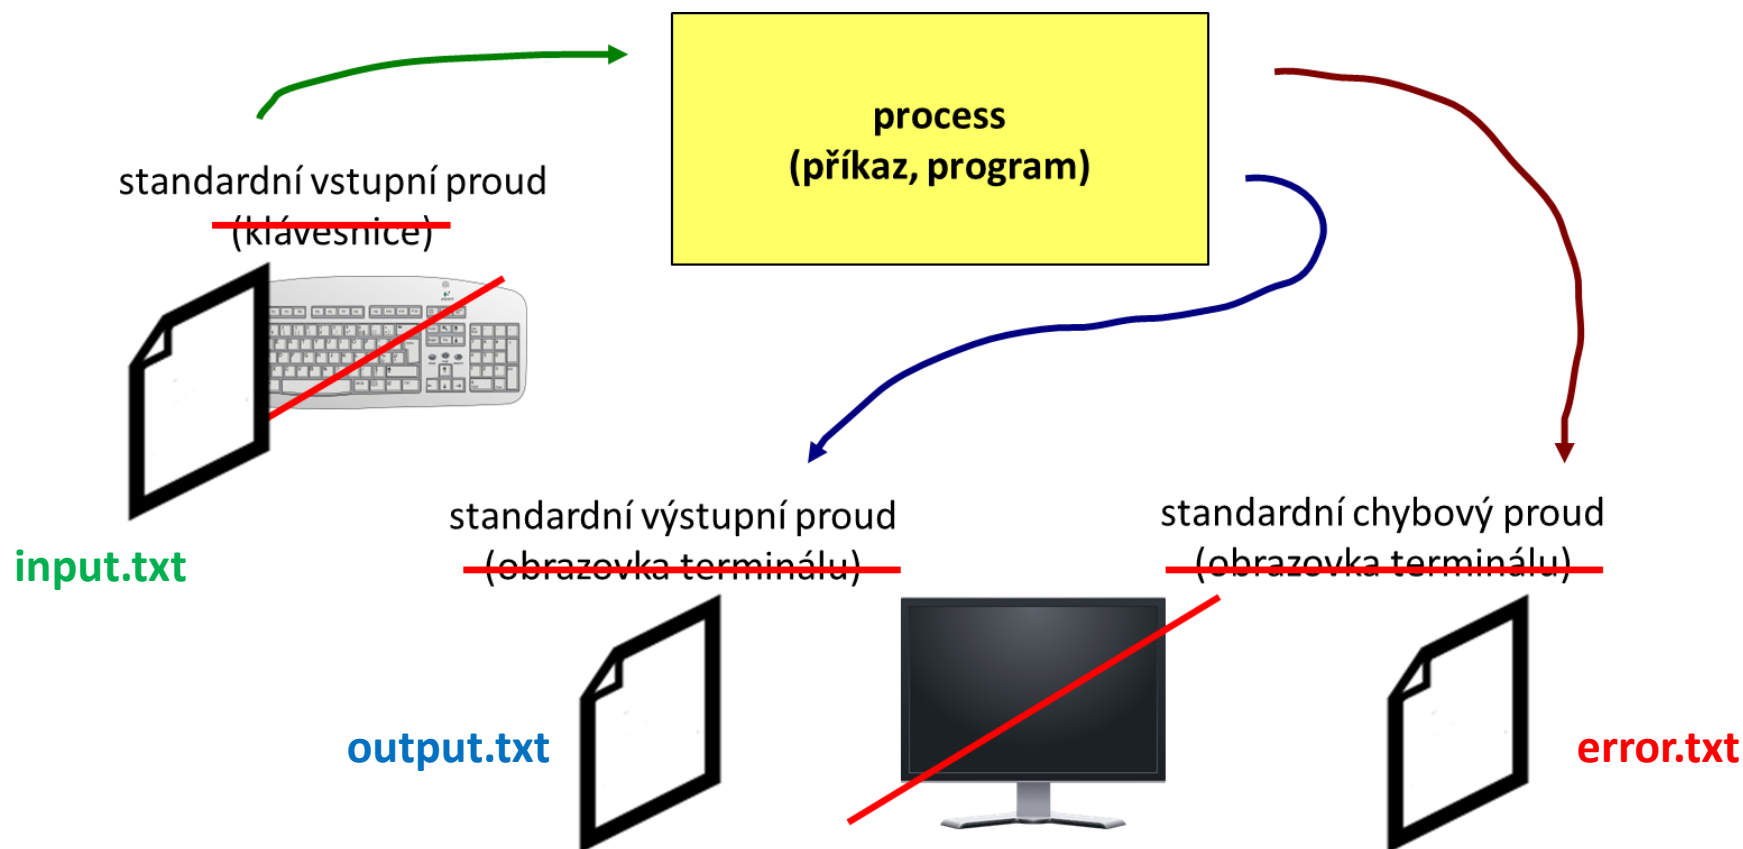 process
(příkaz, program)
standardní vstupní proud
(klávesnice)
input.txt
standardní výstupní proud
(obrazovka terminálu)
output.txt
standardní chybový proud
(obrazovka terminálu)
error.txt